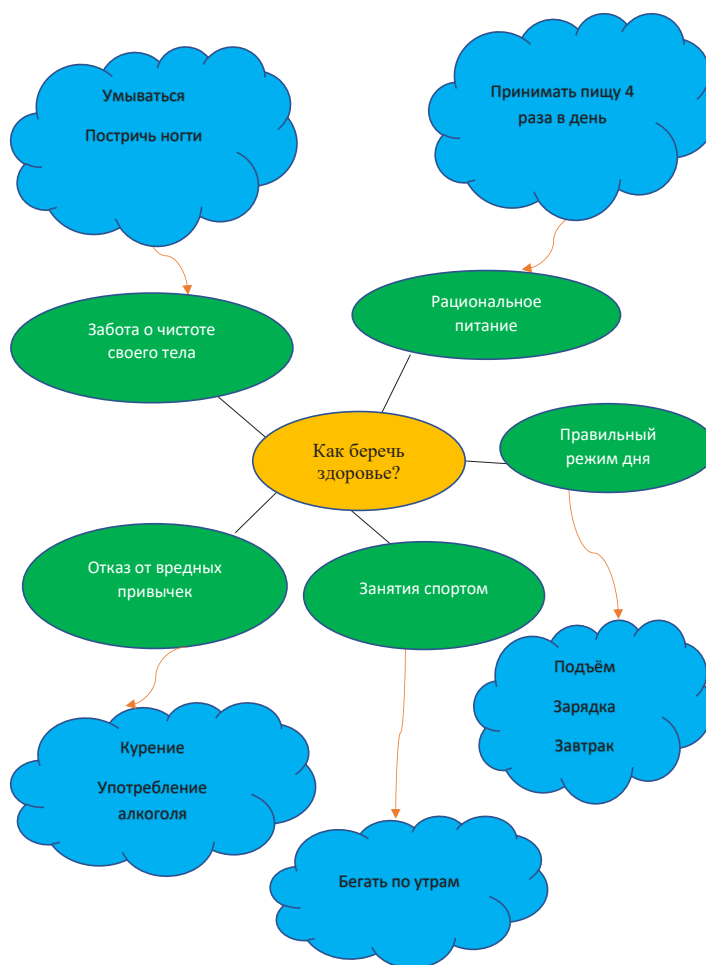 Умываться
Постричь ногти
Принимать пищу 4
раза в день
Забота о чистоте
своего тела
Рациональное
питание
Как беречь
здоровье?
Правильный
режим дня
Отказ от вредных
привычек
Занятия спортом
Подъём
Зарядка
Завтрак
Курение
Употребление
алкоголя
Бегать по утрам